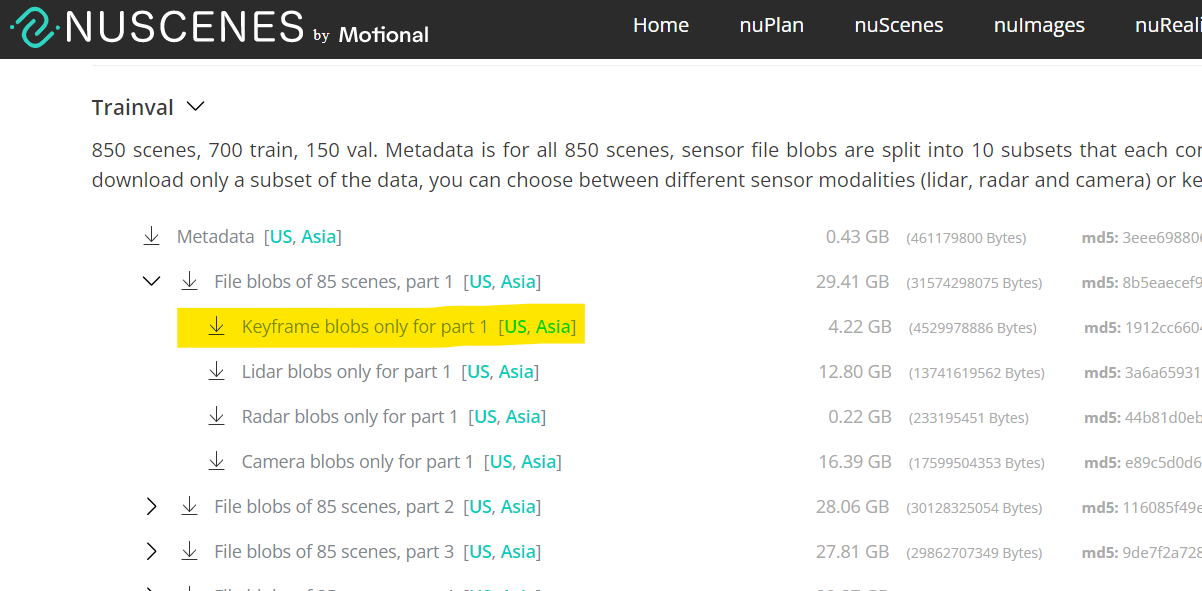 NUSCENES by Motional Home nuPlan nuScenes nuImages nuReali
Trainval
850 scenes, 700 train, 150 val. Metadata is for all 850 scenes, sensor file blobs are split into 10 subsets that each
download only a subset of the data, you can choose between different sensor modalities (lidar, radar and camera) or
Metadata [US, Asia] 0.43 GB (461179800 Bytes) md5: 3eee69880
File blobs of 85 scenes, part 1 [US, Asia] 29.41 GB (31574298075 Bytes) md5: 8b5eaecef9
Keyframe blobs only for part 1 [US, Asia] 4.22 GB (4529978886 Bytes) md5: 1912cc660
Lidar blobs only for part 1 [US, Asia] 12.80 GB (13741619562 Bytes) md5: 3a6a65931
Radar blobs only for part 1 [US, Asia] 0.22 GB (233195451 Bytes) md5: 44b81d0eb
Camera blobs only for part 1 [US, Asia] 16.39 GB (17599504353 Bytes) md5: e89c5d0d6
File blobs of 85 scenes, part 2 [US, Asia] 28.06 GB (30128325054 Bytes) md5: 116085f49
File blobs of 85 scenes, part 3 [US, Asia] 27.81 GB (29862707349 Bytes) md5: 9de7f2a728